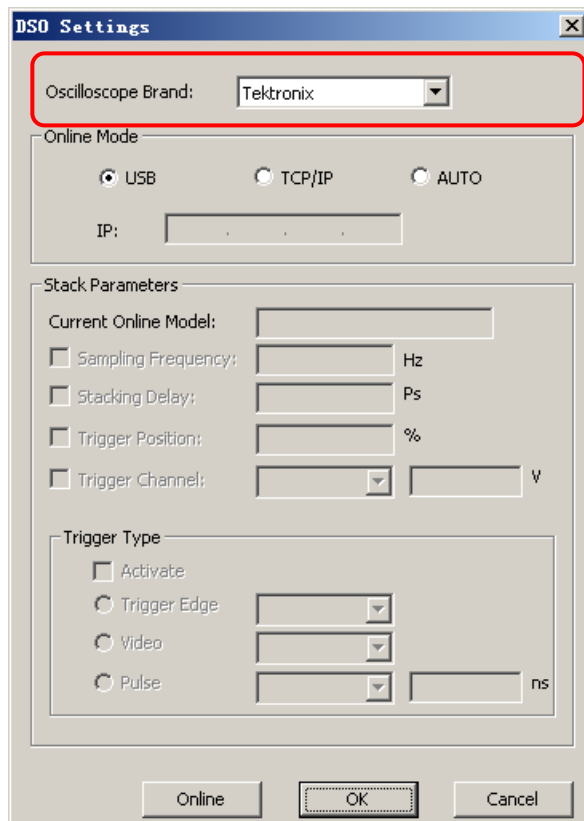 DSO Settings
Oscilloscope Brand: Tektronix
Online Mode
USB TCP/IP AUTO
IP: . . .
Stack Parameters
Current Online Model:
Sampling Frequency: Hz
Stacking Delay: Ps
Trigger Position: %
Trigger Channel: V
Trigger Type
Activate
Trigger Edge
Video
Pulse ns
Online OK Cancel